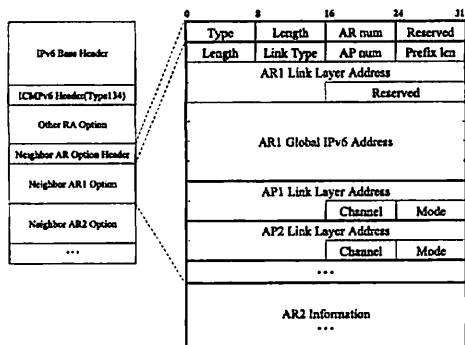 0 8 16 24 31
Type Length AR num Reserved
Length Link Type AP num Prefix len
AR1 Link Layer Address
Reserved
AR1 Global IPv6 Address
AP1 Link Layer Address
Channel Mode
AP2 Link Layer Address
Channel Mode
• • •
AR2 Information
• • •
IPv6 Base Header
ICMPv6 Header(Type134)
Other RA Option
Neighbor AR Option Header
Neighbor AR1 Option
Neighbor AR2 Option
• • •